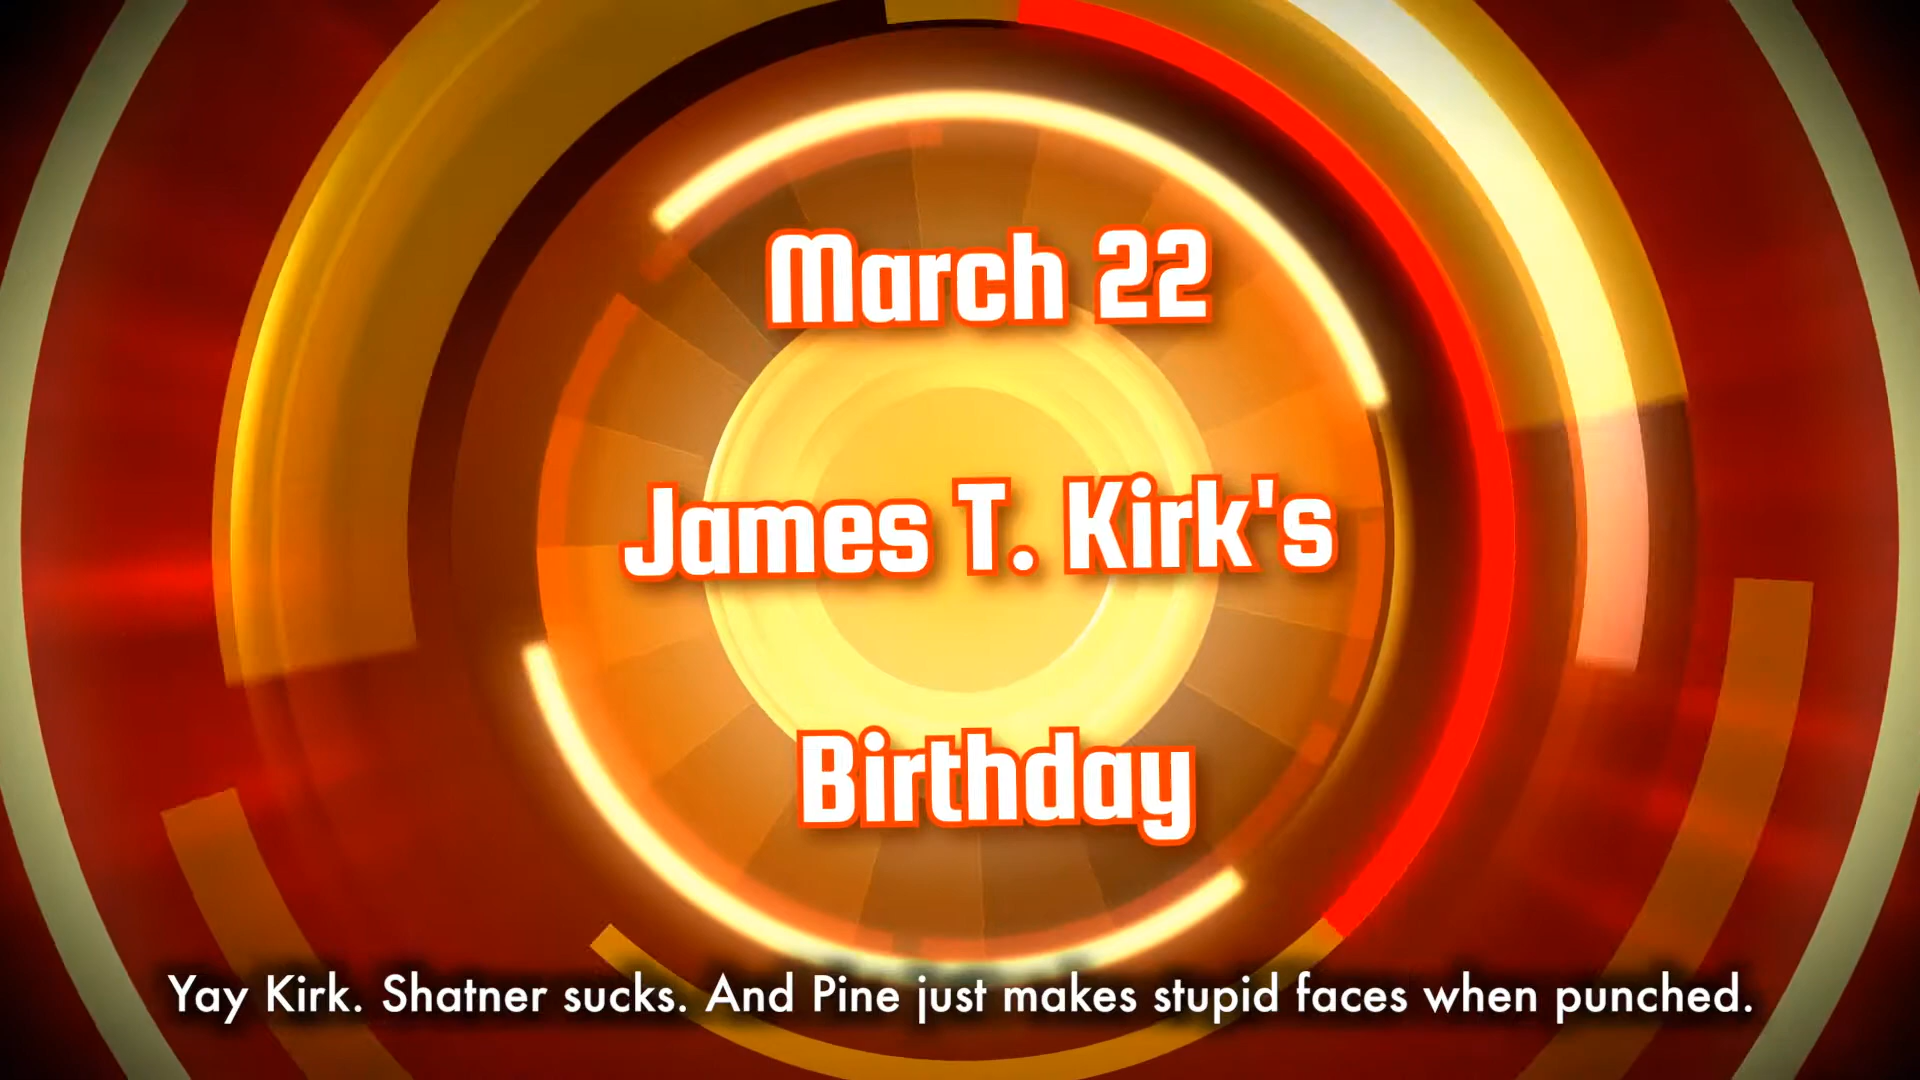 March 22
James T. Kirk's
Birthday
Yay Kirk. Shatner sucks. And Pine just makes stupid faces when punched.